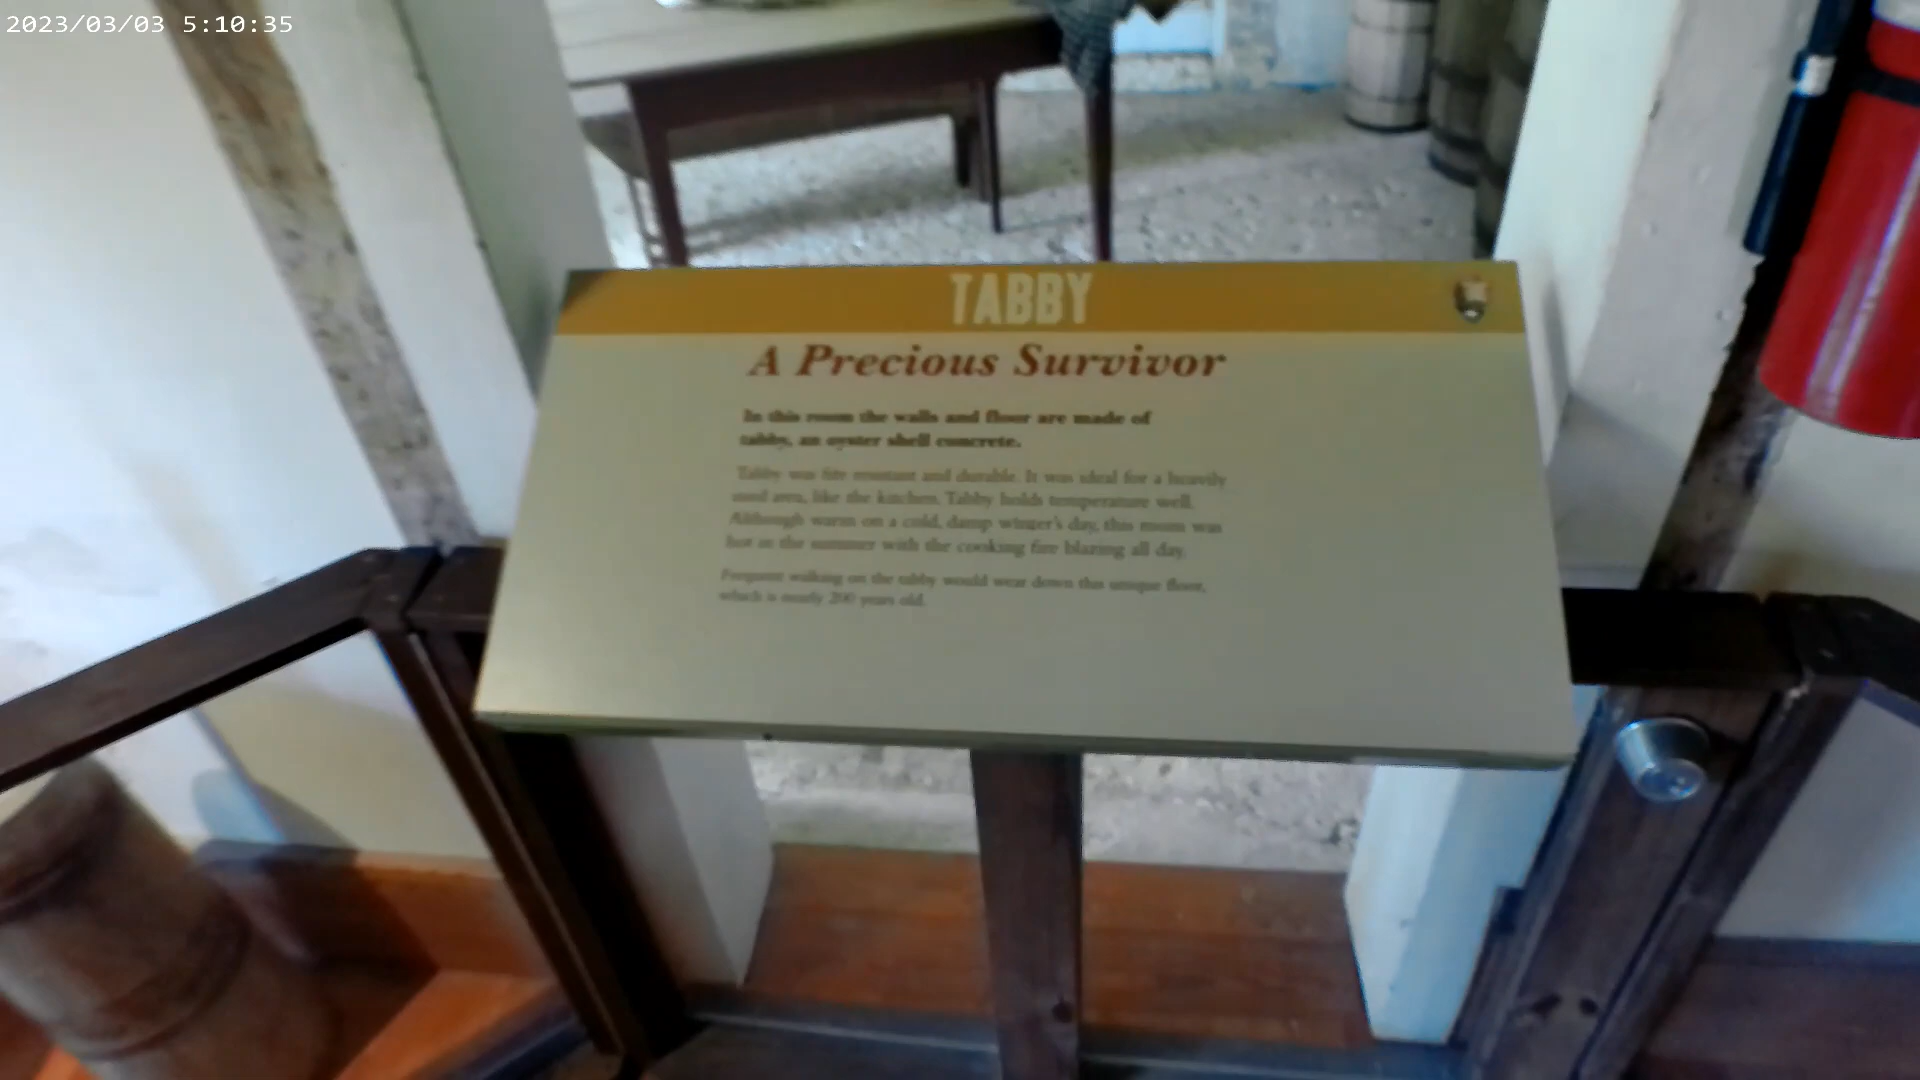 2023/03/03 5:10:35
TABBY
A Precious Survivor
In this room the walls and floor are made of
tabby, an oyster shell concrete.
Tabby was fire resistant and durable. It was ideal for a heavily
used area, like the kitchen. Tabby holds temperature well.
Although warm on a cold, damp winter's day, this room was
hot in the summer with the cooking fire blazing all day.
Frequent walking on the tabby would wear down this unique floor,
which is nearly 200 years old.